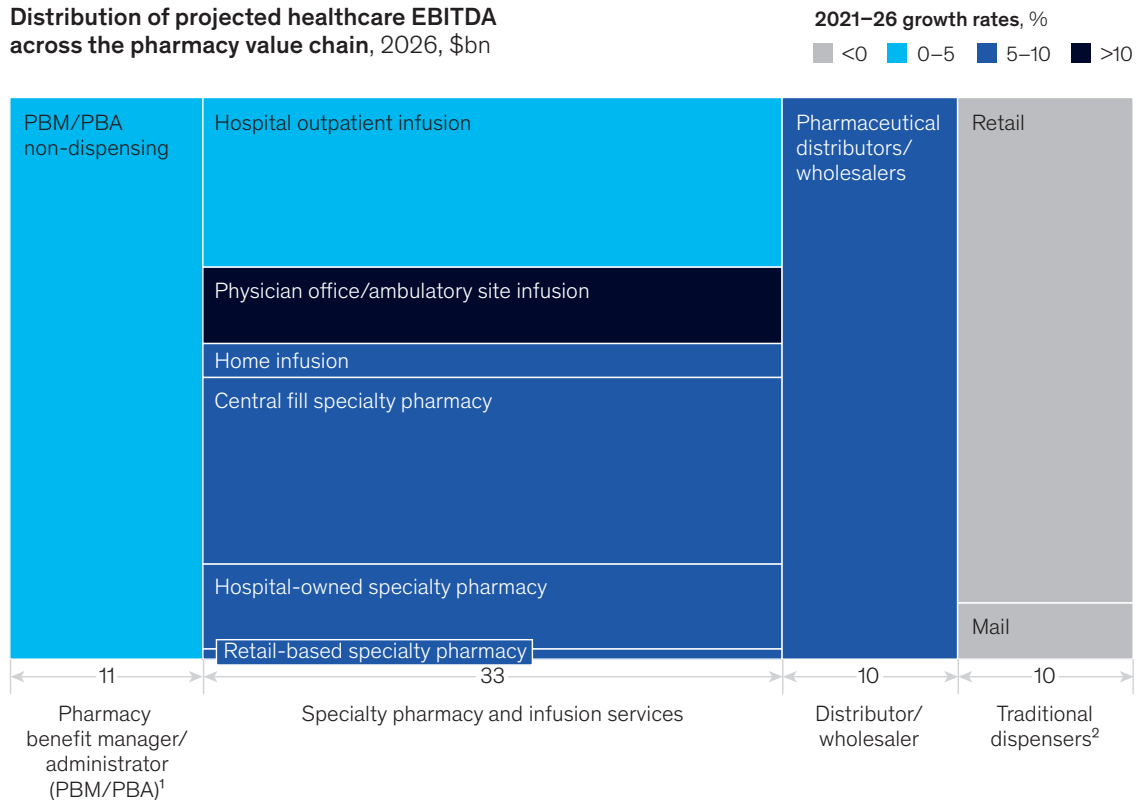 Distribution of projected healthcare EBITDA
across the pharmacy value chain, 2026, $bn
2021–26 growth rates, %
<0 0–5 5–10 >10
PBM/PBA
non-dispensing
Hospital outpatient infusion
Physician office/ambulatory site infusion
Home infusion
Central fill specialty pharmacy
Hospital-owned specialty pharmacy
Retail-based specialty pharmacy
Pharmaceutical
distributors/
wholesalers
Retail
Mail
11 33 10 10
Pharmacy
benefit manager/
administrator
(PBM/PBA)¹
Specialty pharmacy and infusion services
Distributor/
wholesaler
Traditional
dispensers²